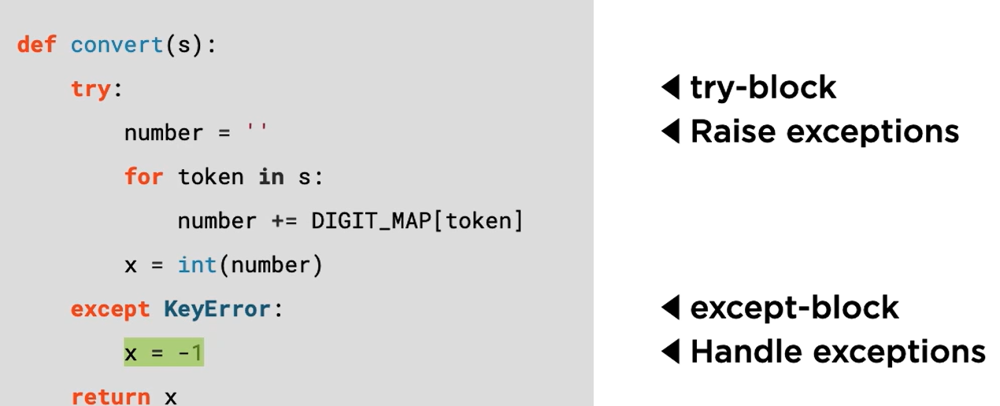 def convert(s):
try:
◀ try-block
number = ''
◀ Raise exceptions
for token in s:
number += DIGIT_MAP[token]
x = int(number)
except KeyError:
◀ except-block
x = -1
◀ Handle exceptions
return x